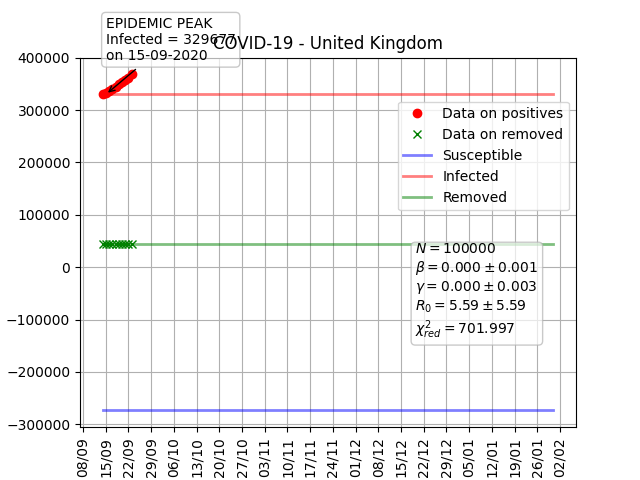 EPIDEMIC PEAK
Infected = 329677
on 15-09-2020
COVID-19 - United Kingdom
400000
300000
200000
100000
0
−100000
−200000
−300000
Data on positives
Data on removed
Susceptible
Infected
Removed
N = 100000
β = 0.000 ± 0.001
γ = 0.000 ± 0.003
R₀ = 5.59 ± 5.59
χ²_red = 701.997
08/09
15/09
22/09
29/09
06/10
13/10
20/10
27/10
03/11
10/11
17/11
24/11
01/12
08/12
15/12
22/12
29/12
05/01
12/01
19/01
26/01
02/02